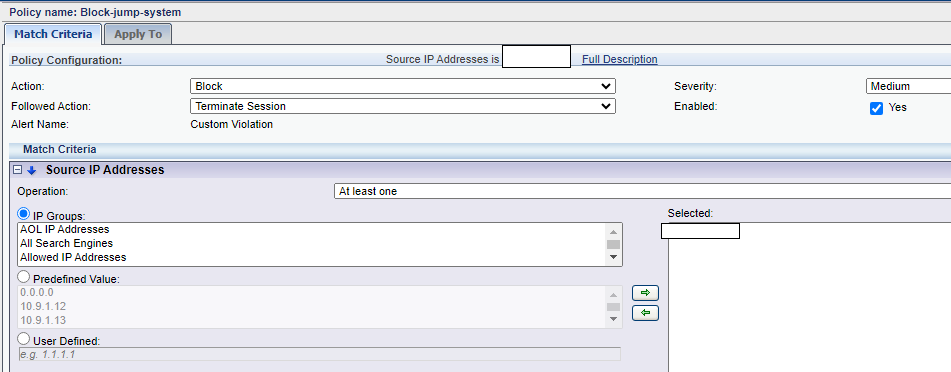 Policy name: Block-jump-system
Match Criteria Apply To
Policy Configuration: Source IP Addresses is Full Description
Action: Block Severity: Medium
Followed Action: Terminate Session Enabled: Yes
Alert Name: Custom Violation
Match Criteria
Source IP Addresses
Operation: At least one
IP Groups: Selected:
AOL IP Addresses
All Search Engines
Allowed IP Addresses
Predefined Value:
0.0.0.0
10.9.1.12
10.9.1.13
User Defined:
e.g. 1.1.1.1